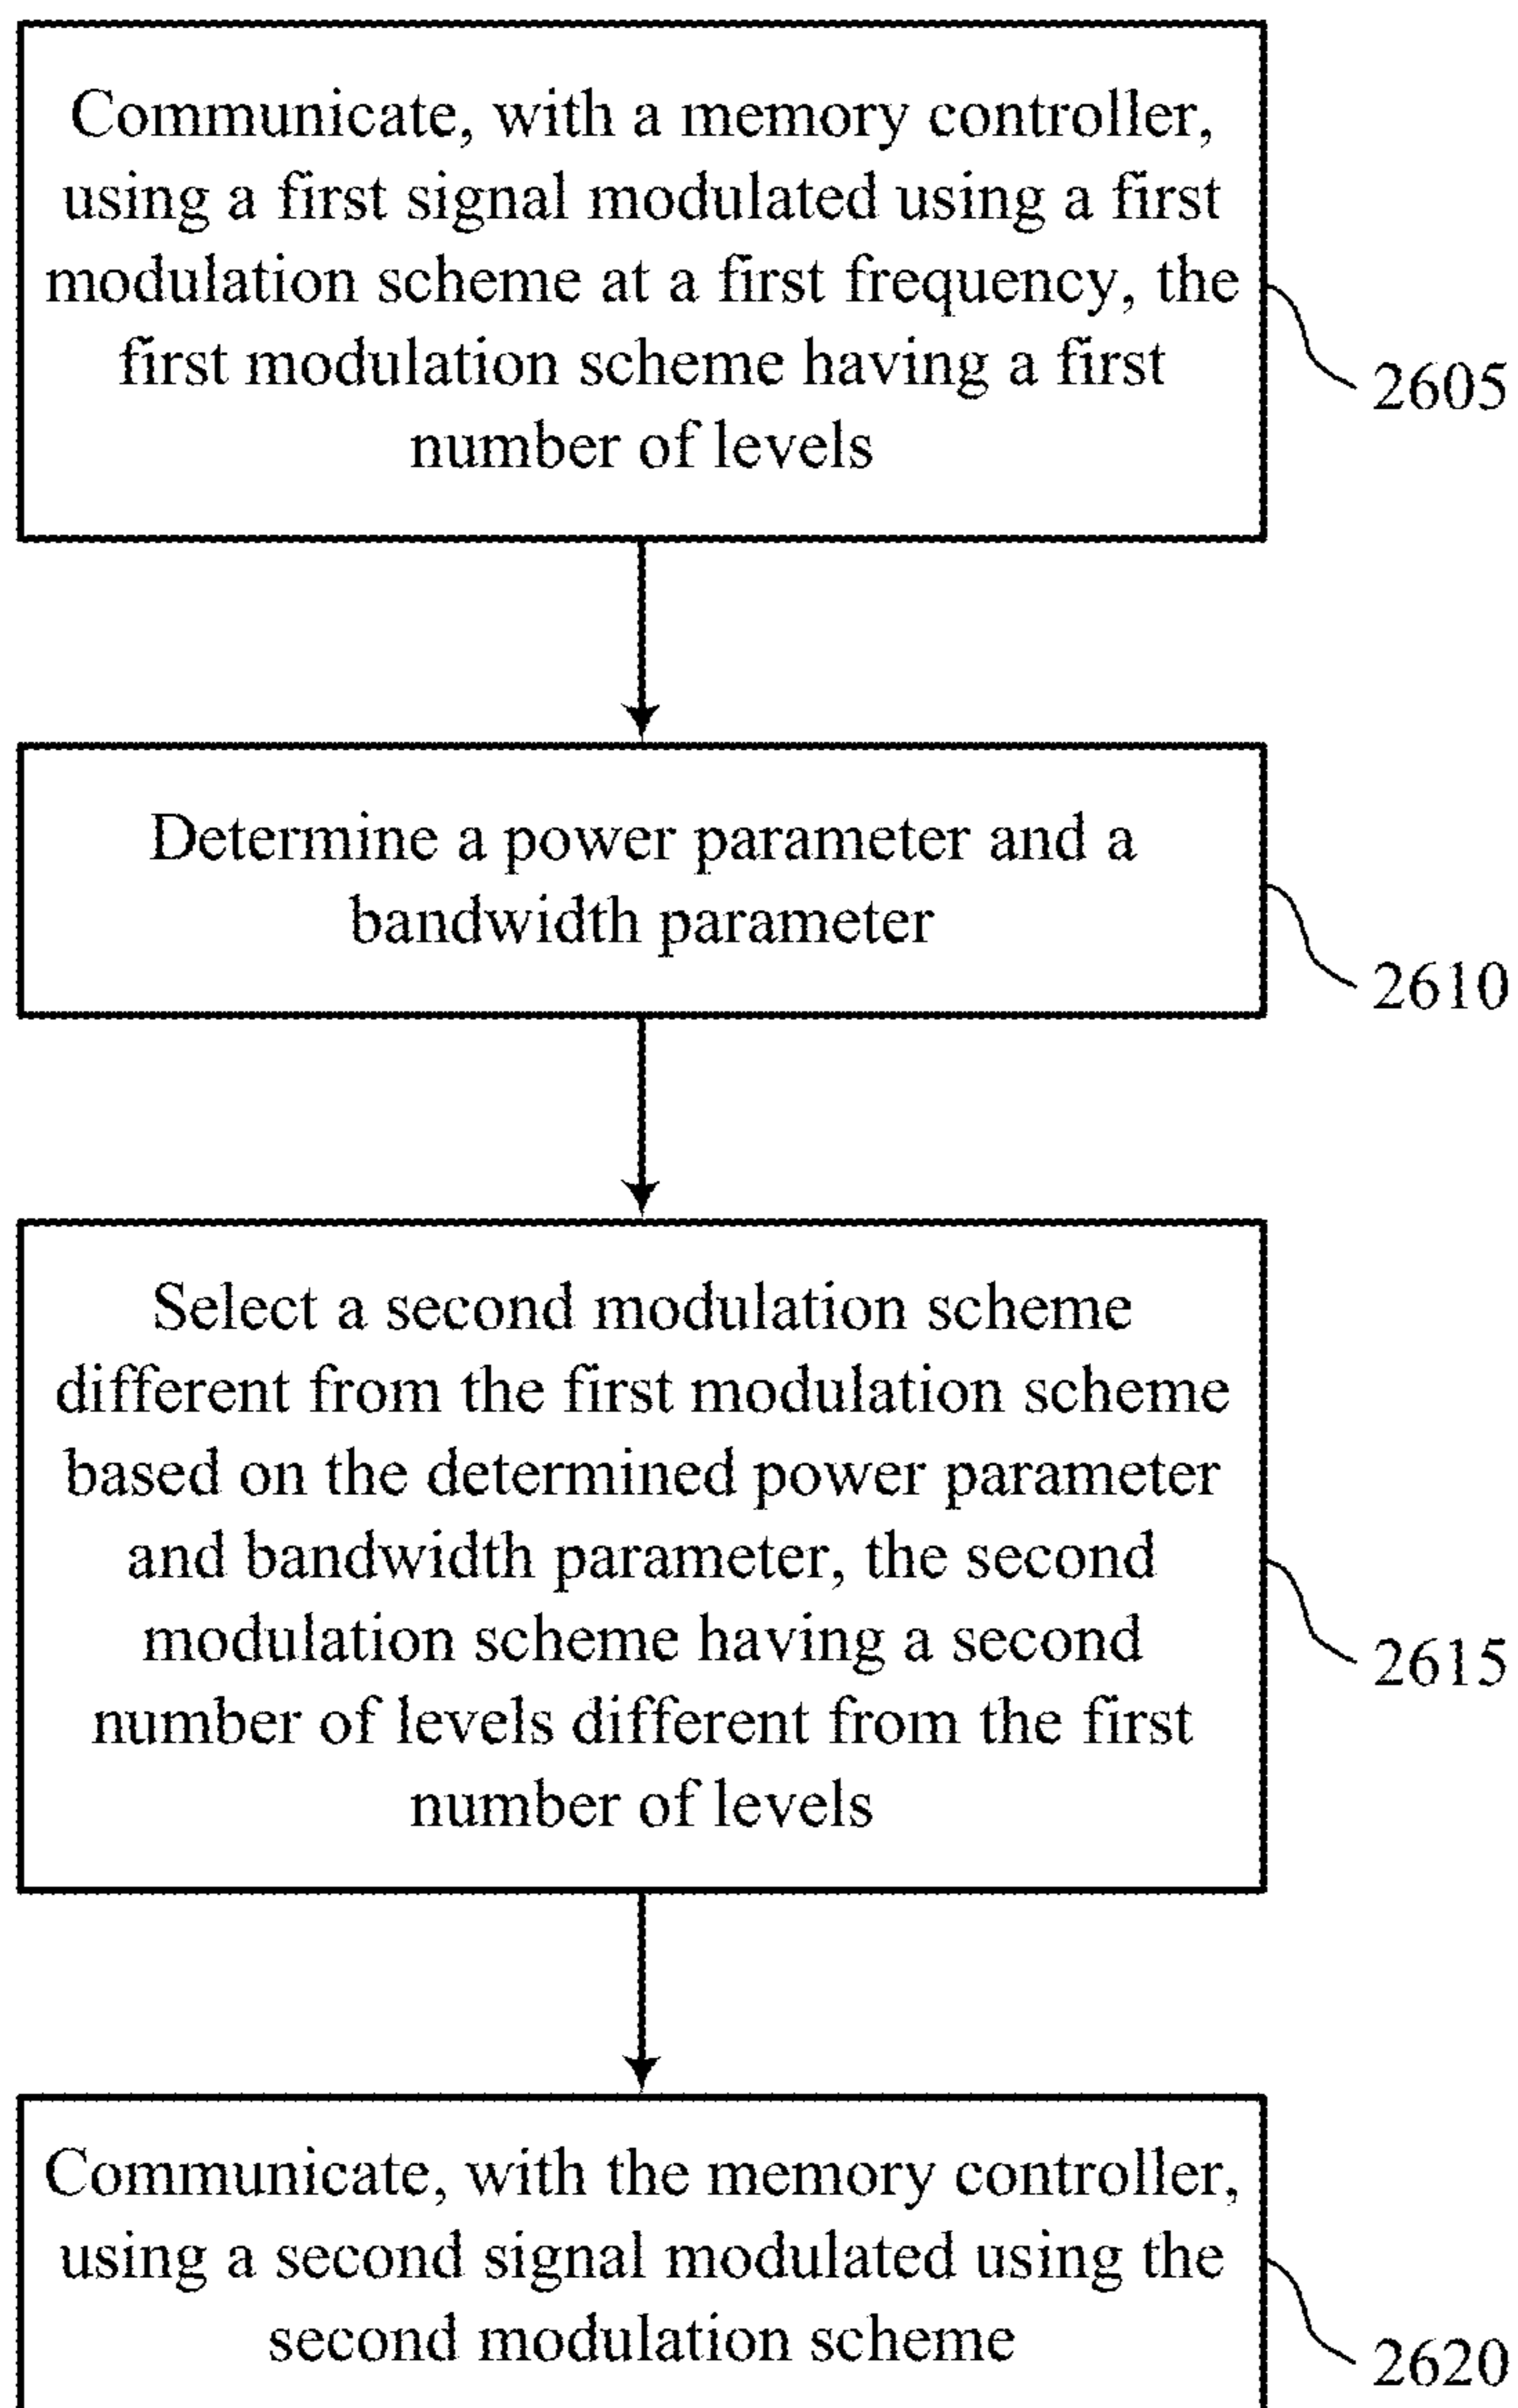 Communicate, with a memory controller,
using a first signal modulated using a first
modulation scheme at a first frequency, the
first modulation scheme having a first
number of levels
2605
Determine a power parameter and a
bandwidth parameter
2610
Select a second modulation scheme
different from the first modulation scheme
based on the determined power parameter
and bandwidth parameter, the second
modulation scheme having a second
number of levels different from the first
number of levels
2615
Communicate, with the memory controller,
using a second signal modulated using the
second modulation scheme
2620